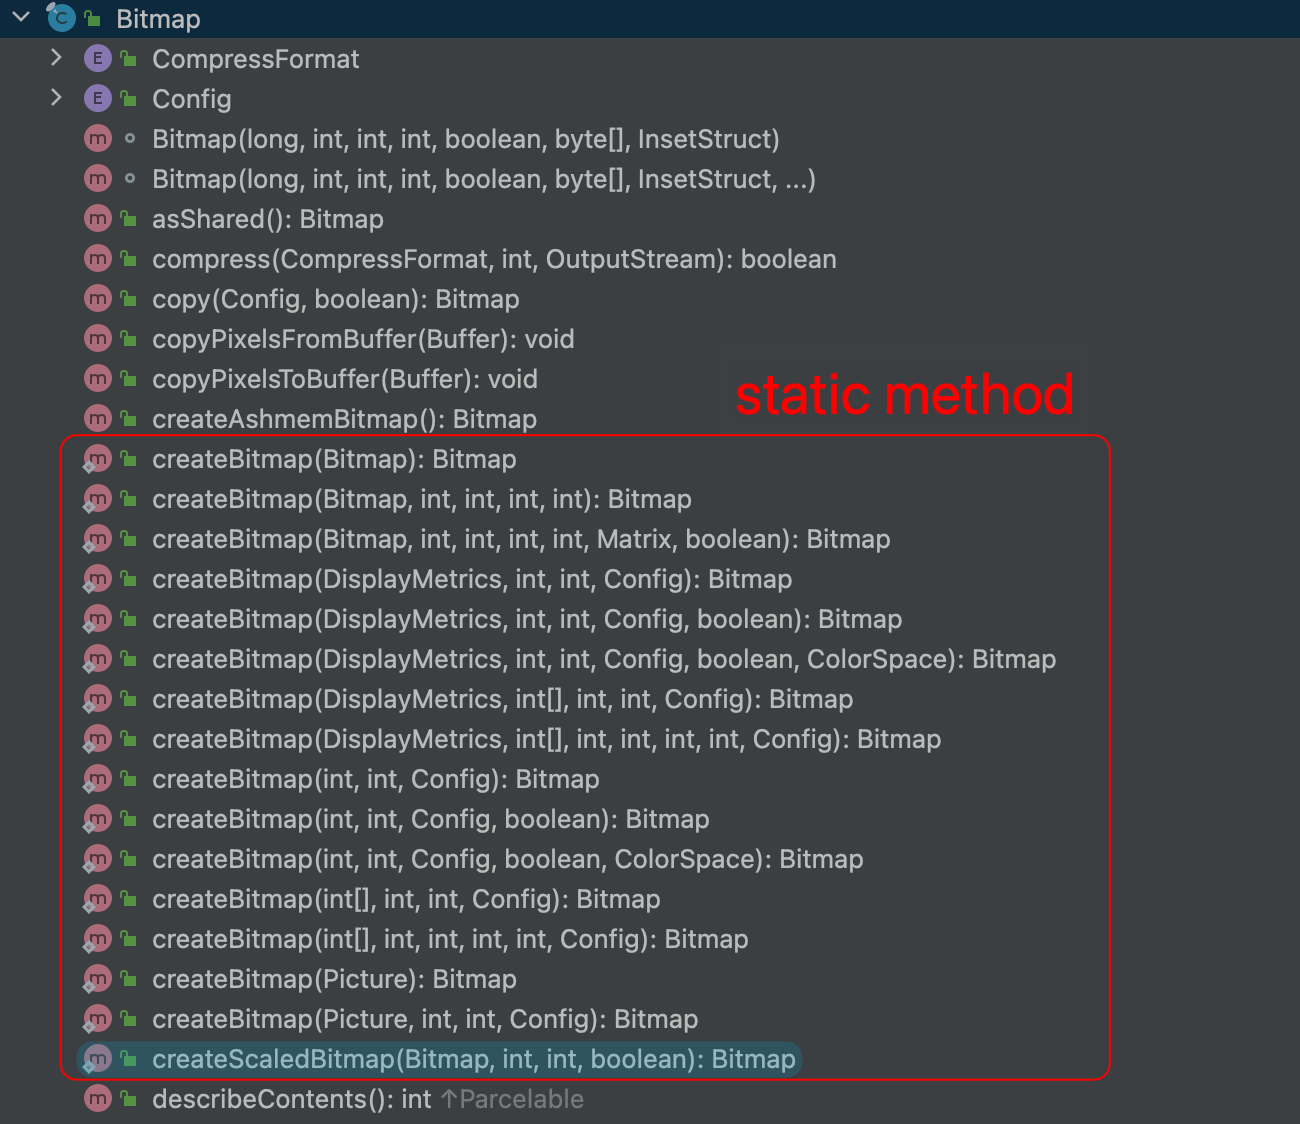 Bitmap
CompressFormat
Config
Bitmap(long, int, int, int, boolean, byte[], InsetStruct)
Bitmap(long, int, int, int, boolean, byte[], InsetStruct, ...)
asShared(): Bitmap
compress(CompressFormat, int, OutputStream): boolean
copy(Config, boolean): Bitmap
copyPixelsFromBuffer(Buffer): void
copyPixelsToBuffer(Buffer): void
static method
createAshmemBitmap(): Bitmap
createBitmap(Bitmap): Bitmap
createBitmap(Bitmap, int, int, int, int): Bitmap
createBitmap(Bitmap, int, int, int, int, Matrix, boolean): Bitmap
createBitmap(DisplayMetrics, int, int, Config): Bitmap
createBitmap(DisplayMetrics, int, int, Config, boolean): Bitmap
createBitmap(DisplayMetrics, int, int, Config, boolean, ColorSpace): Bitmap
createBitmap(DisplayMetrics, int[], int, int, Config): Bitmap
createBitmap(DisplayMetrics, int[], int, int, int, int, Config): Bitmap
createBitmap(int, int, Config): Bitmap
createBitmap(int, int, Config, boolean): Bitmap
createBitmap(int, int, Config, boolean, ColorSpace): Bitmap
createBitmap(int[], int, int, Config): Bitmap
createBitmap(int[], int, int, int, int, Config): Bitmap
createBitmap(Picture): Bitmap
createBitmap(Picture, int, int, Config): Bitmap
createScaledBitmap(Bitmap, int, int, boolean): Bitmap
describeContents(): int ↑Parcelable